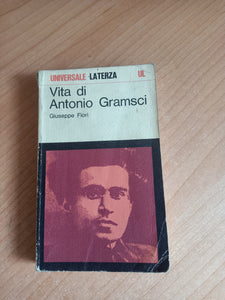 UNIVERSALE LATERZA UL
Vita di
Antonio Gramsci
Giuseppe Fiori